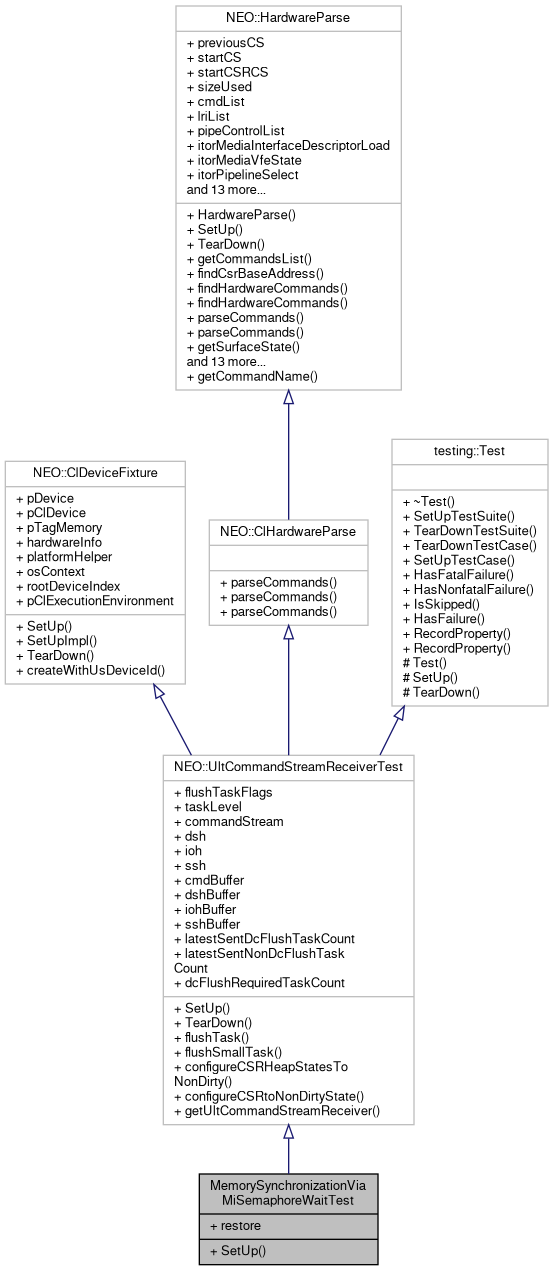 NEO::HardwareParse
+ previousCS
+ startCS
+ startCSRCS
+ sizeUsed
+ cmdList
+ lriList
+ pipeControlList
+ itorMediaInterfaceDescriptorLoad
+ itorMediaVfeState
+ itorPipelineSelect
and 13 more...
+ HardwareParse()
+ SetUp()
+ TearDown()
+ getCommandsList()
+ findCsrBaseAddress()
+ findHardwareCommands()
+ findHardwareCommands()
+ parseCommands()
+ parseCommands()
+ getSurfaceState()
and 13 more...
+ getCommandName()
NEO::ClDeviceFixture
+ pDevice
+ pClDevice
+ pTagMemory
+ hardwareInfo
+ platformHelper
+ osContext
+ rootDeviceIndex
+ pClExecutionEnvironment
+ SetUp()
+ SetUpImpl()
+ TearDown()
+ createWithUsDeviceId()
NEO::ClHardwareParse
+ parseCommands()
+ parseCommands()
+ parseCommands()
testing::Test
+ ~Test()
+ SetUpTestSuite()
+ TearDownTestSuite()
+ TearDownTestCase()
+ SetUpTestCase()
+ HasFatalFailure()
+ HasNonfatalFailure()
+ IsSkipped()
+ HasFailure()
+ RecordProperty()
+ RecordProperty()
# Test()
# SetUp()
# TearDown()
NEO::UltCommandStreamReceiverTest
+ flushTaskFlags
+ taskLevel
+ commandStream
+ dsh
+ ioh
+ ssh
+ cmdBuffer
+ dshBuffer
+ iohBuffer
+ sshBuffer
+ latestSentDcFlushTaskCount
+ latestSentNonDcFlushTask
Count
+ dcFlushRequiredTaskCount
+ SetUp()
+ TearDown()
+ flushTask()
+ flushSmallTask()
+ configureCSRHeapStatesTo
NonDirty()
+ configureCSRtoNonDirtyState()
+ getUltCommandStreamReceiver()
MemorySynchronizationVia
MiSemaphoreWaitTest
+ restore
+ SetUp()